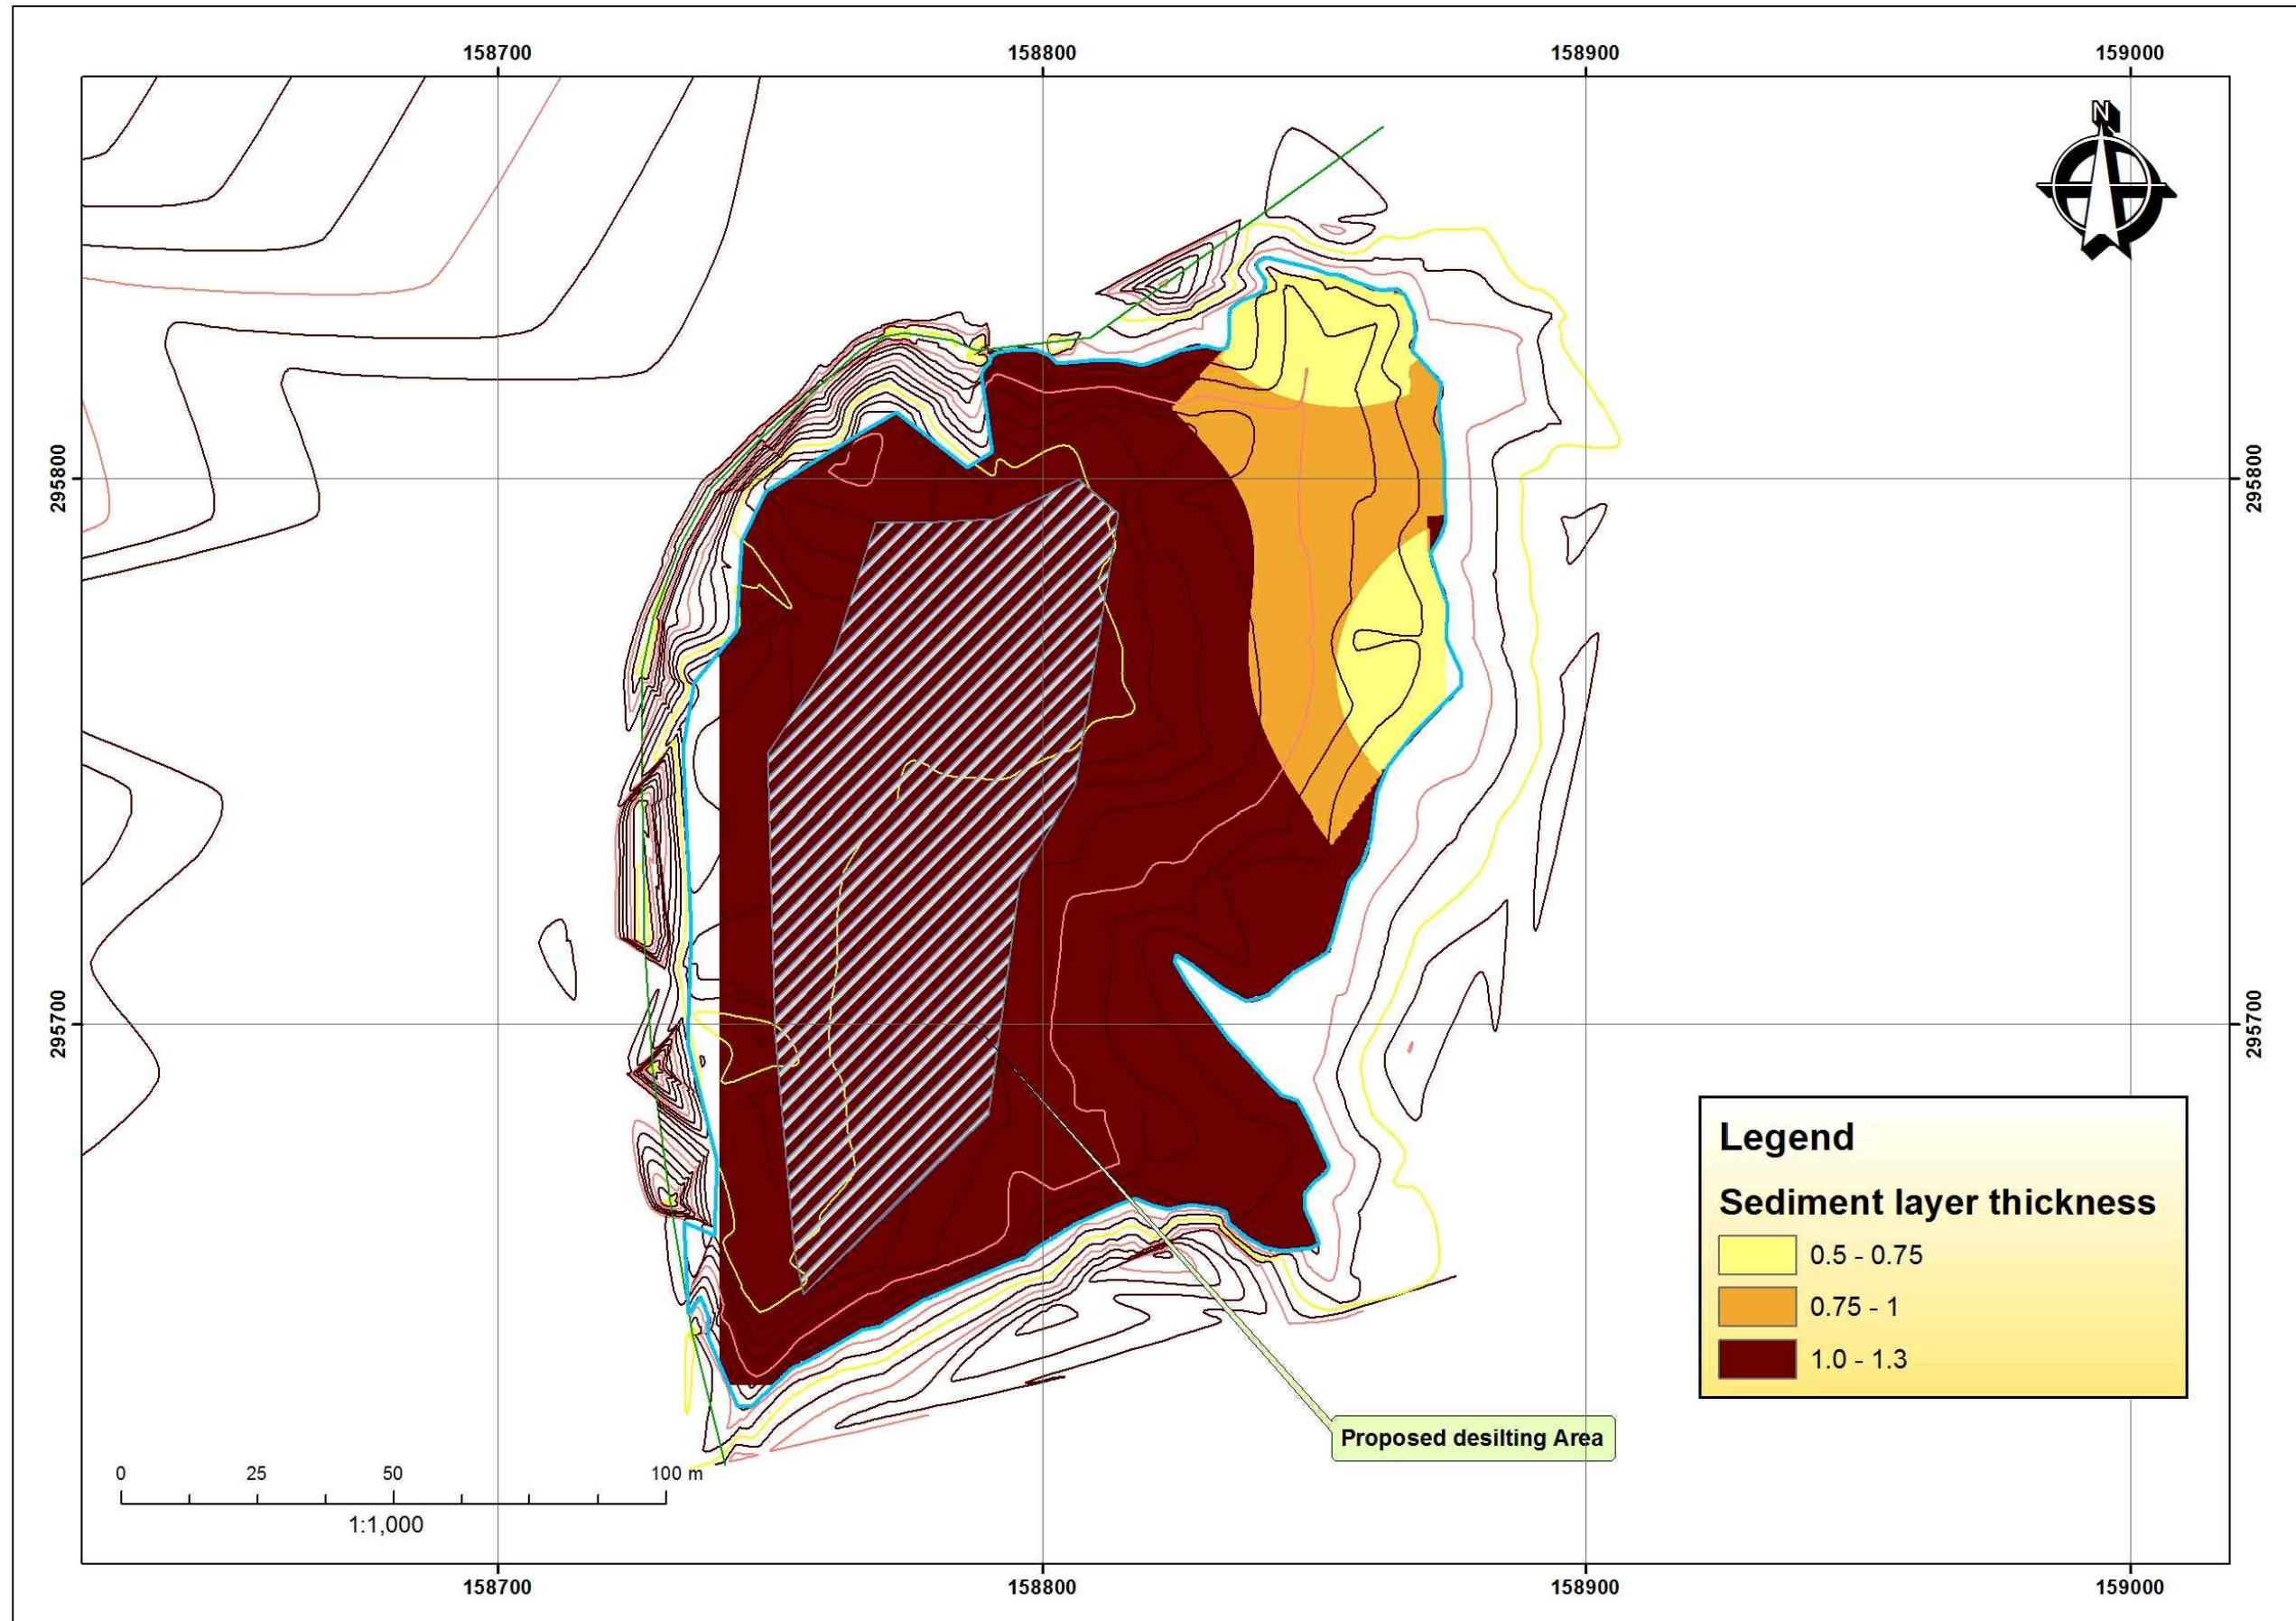 158700 158800 158900 159000
N
295800 295800
295700 295700
Legend
Sediment layer thickness
0.5 - 0.75
0.75 - 1
1.0 - 1.3
Proposed desilting Area
0 25 50 100 m
1:1,000
158700 158800 158900 159000